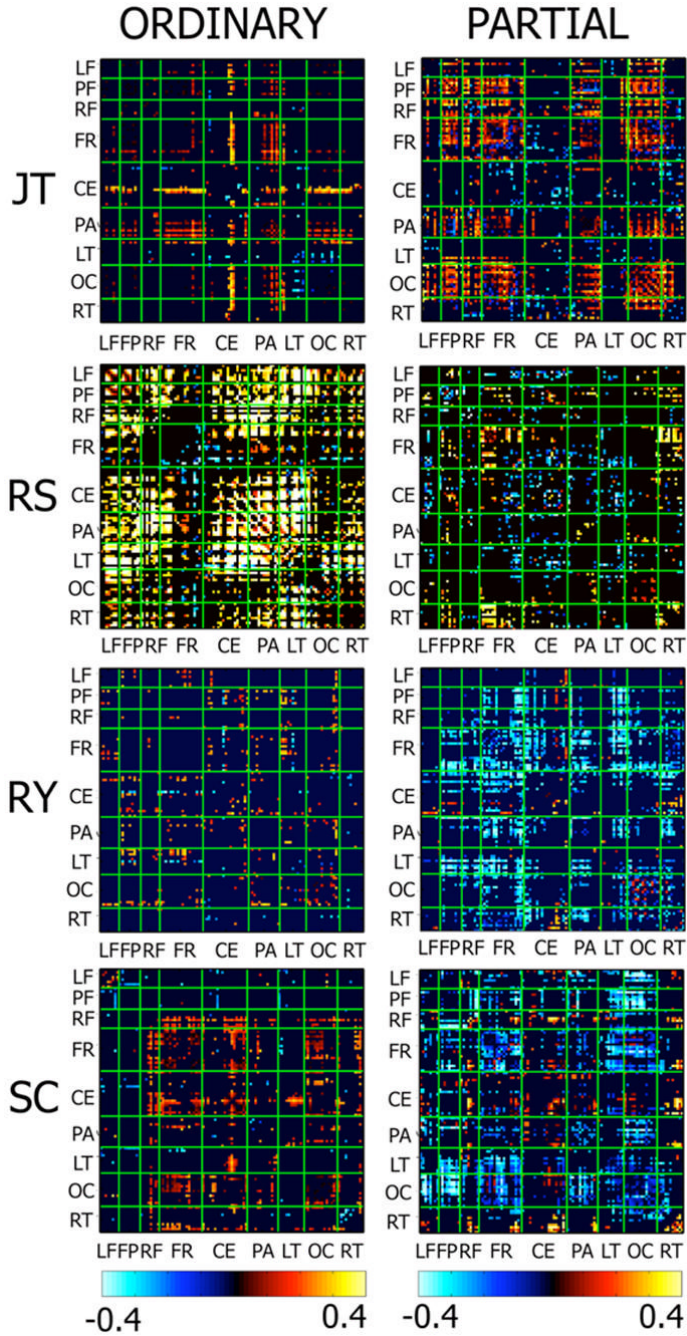 ORDINARY PARTIAL
LF LF
PF PF
RF RF
FR FR
JT CE CE
PA PA
LT LT
OC OC
RT RT
LFFPRF FR CE PA LT OC RT LFFPRF FR CE PA LT OC RT
LF LF
PF PF
RF RF
FR FR
RS CE CE
PA PA
LT LT
OC OC
RT RT
LFFPRF FR CE PA LT OC RT LFFPRF FR CE PA LT OC RT
LF LF
PF PF
RF RF
FR FR
RY CE CE
PA PA
LT LT
OC OC
RT RT
LFFPRF FR CE PA LT OC RT LFFPRF FR CE PA LT OC RT
LF LF
PF PF
RF RF
FR FR
SC CE CE
PA PA
LT LT
OC OC
RT RT
LFFPRF FR CE PA LT OC RT LFFPRF FR CE PA LT OC RT
-0.4 0.4 -0.4 0.4